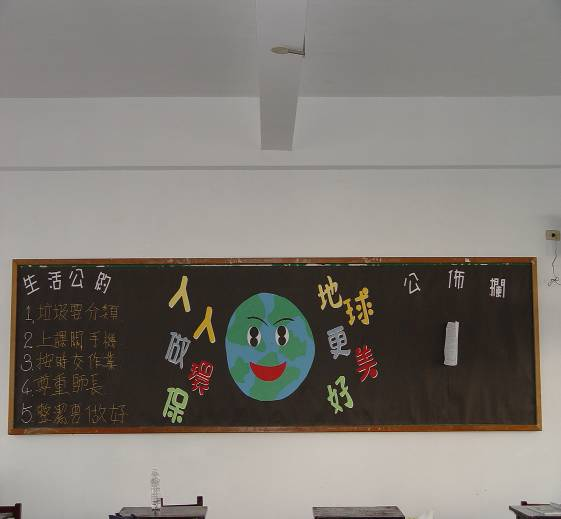 生活公約
1.垃圾要分類
2.上課關手機
3.按時交作業
4.尊重師長
5.整潔要做好
人人
做環保
地球
更美好
公佈欄